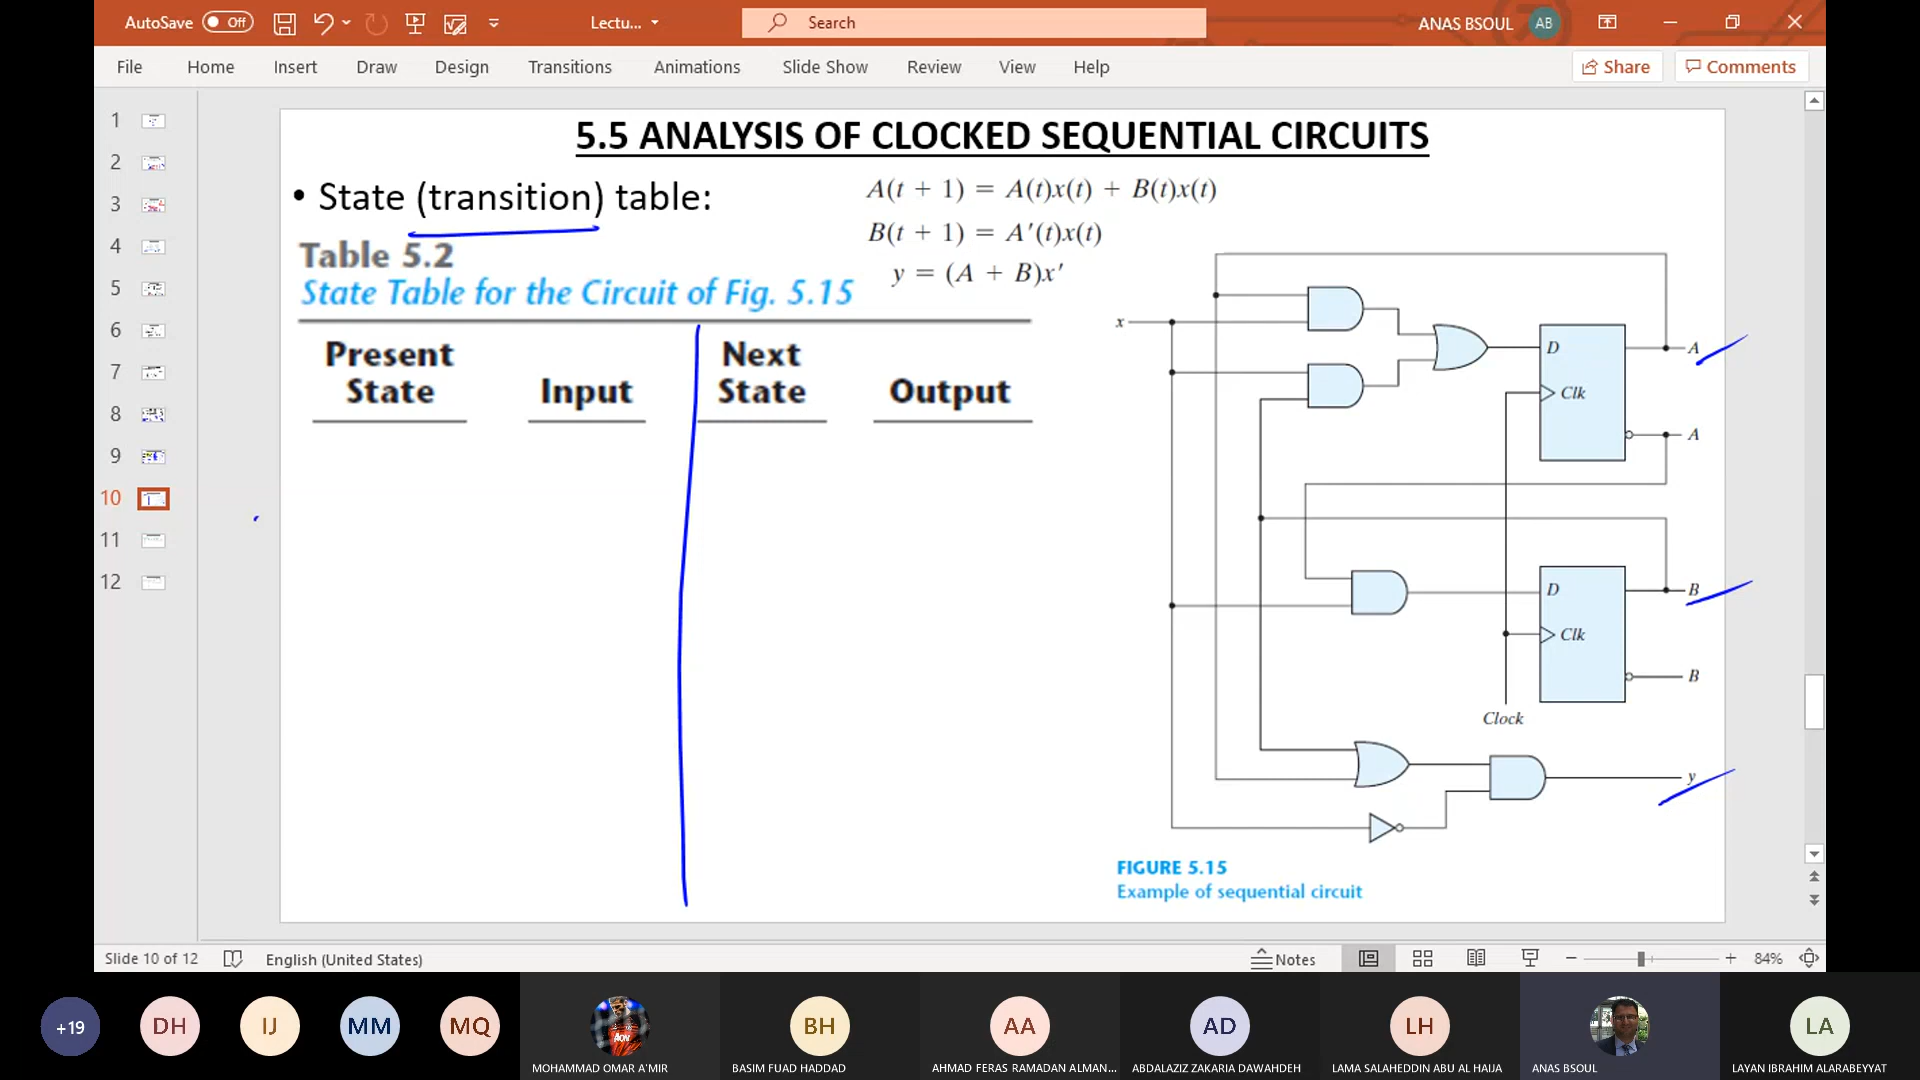 AutoSave Off Lectu... Search ANAS BSOUL AB
File Home Insert Draw Design Transitions Animations Slide Show Review View Help Share Comments
1
2
3
4
5
6
7
8
9
10
11
12
5.5 ANALYSIS OF CLOCKED SEQUENTIAL CIRCUITS
• State (transition) table:
A(t + 1) = A(t)x(t) + B(t)x(t)
B(t + 1) = A′(t)x(t)
y = (A + B)x′
Table 5.2
State Table for the Circuit of Fig. 5.15
Present State
Input
Next State
Output
x
D
Clk
A
A
D
Clk
B
B
Clock
y
FIGURE 5.15
Example of sequential circuit
Slide 10 of 12 English (United States) Notes 84%
+19 DH IJ MM MQ BH AA AD LH LA
AON
MOHAMMAD OMAR A'MIR BASIM FUAD HADDAD AHMAD FERAS RAMADAN ALMAN... ABDALAZIZ ZAKARIA DAWAHDEH LAMA SALAHEDDIN ABU AL HAIJA ANAS BSOUL LAYAN IBRAHIM ALARABEYYAT